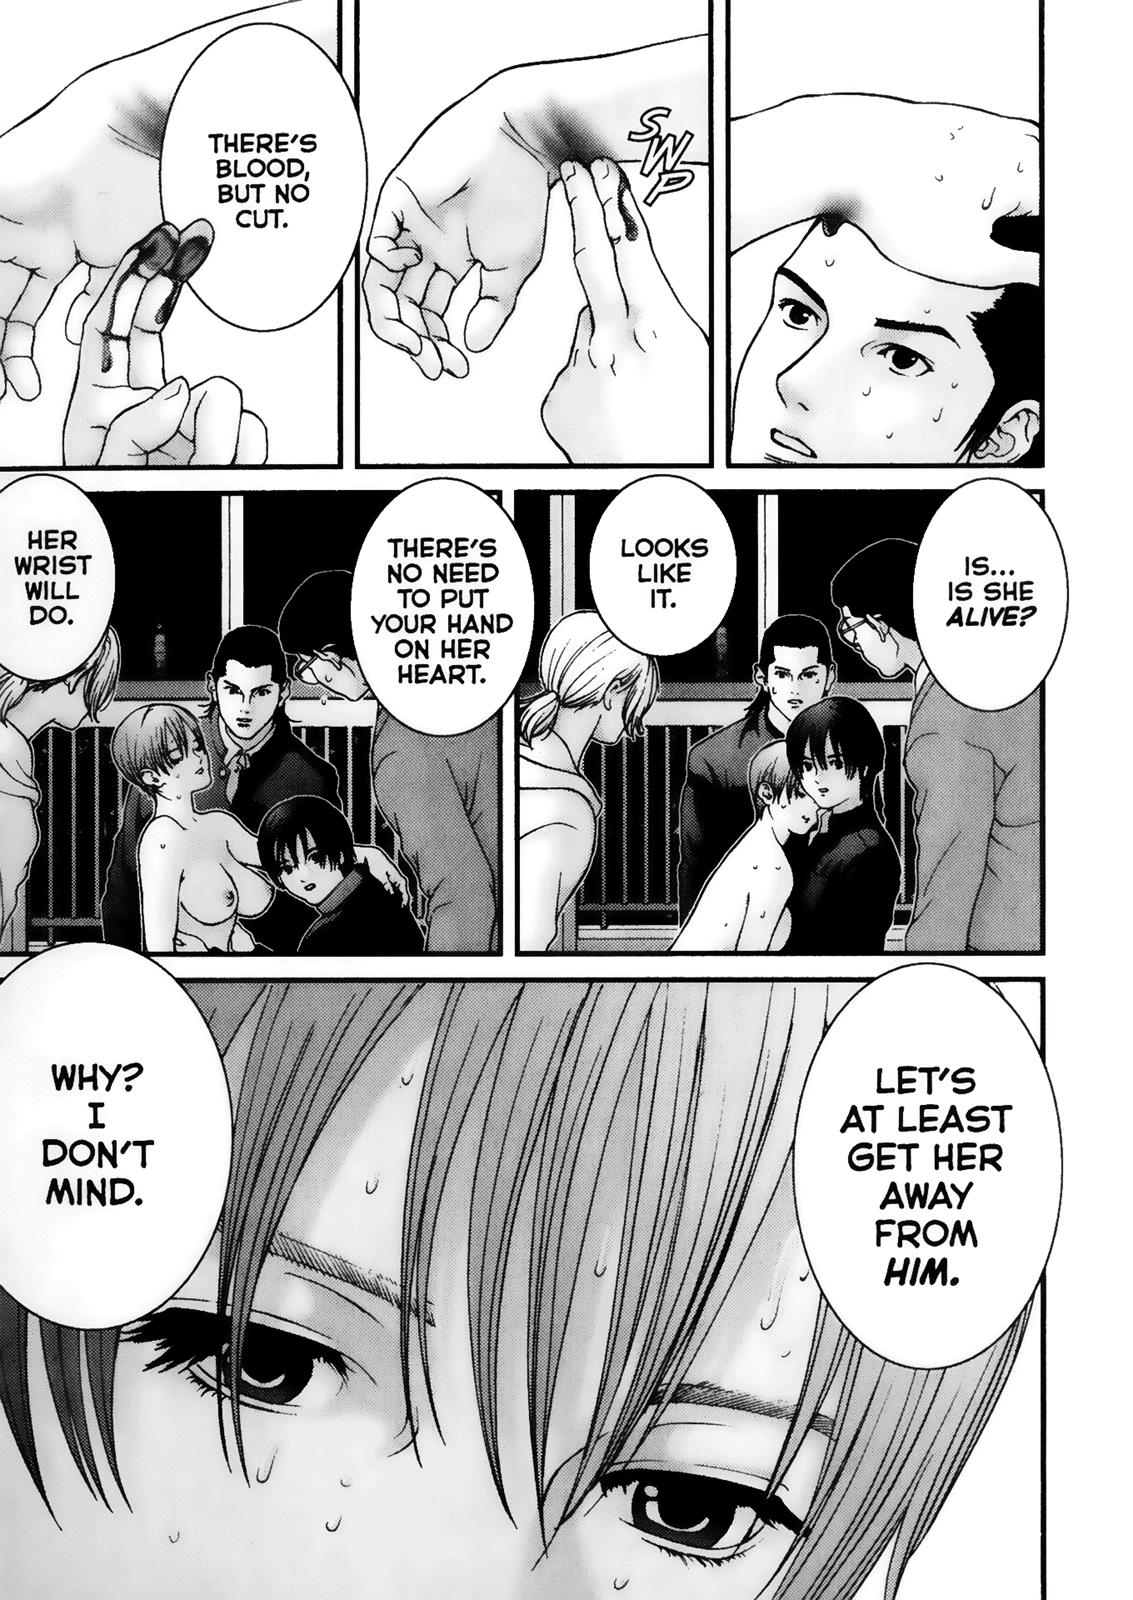 SWP
THERE'S
BLOOD,
BUT NO
CUT.
IS...
IS SHE
ALIVE?
LOOKS
LIKE
IT.
THERE'S
NO NEED
TO PUT
YOUR HAND
ON HER
HEART.
HER
WRIST
WILL
DO.
LET'S
AT LEAST
GET HER
AWAY
FROM
HIM.
WHY?
I
DON'T
MIND.